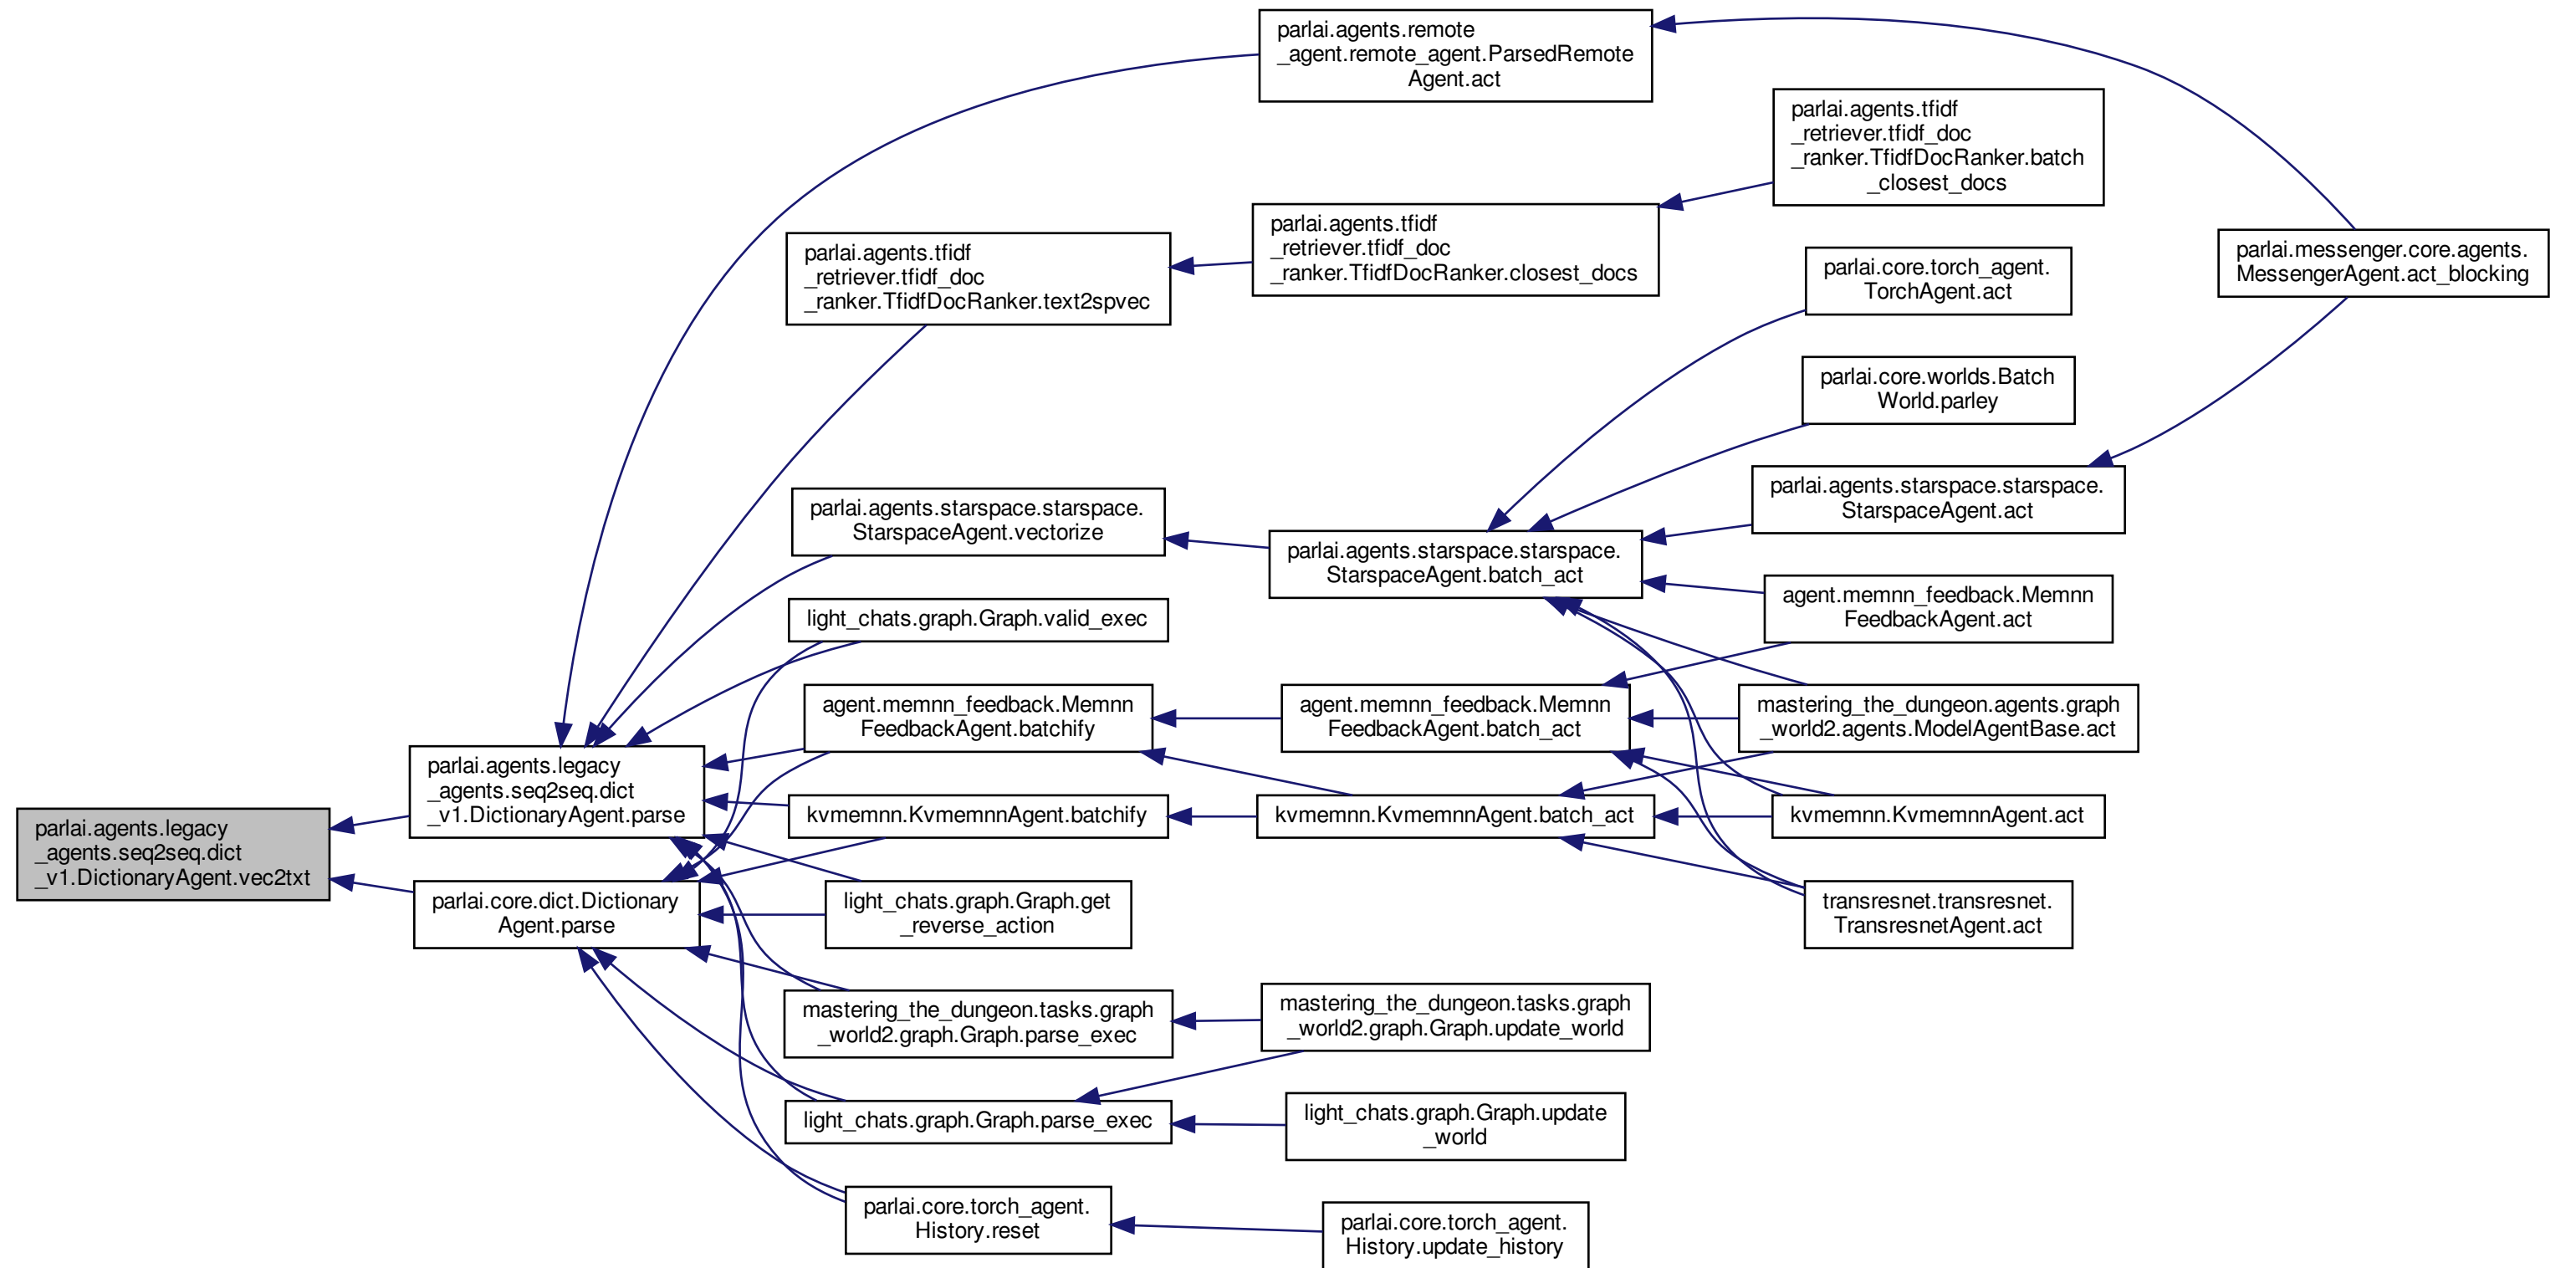 parlai.agents.remote
_agent.remote_agent.ParsedRemote
Agent.act
parlai.agents.tfidf
_retriever.tfidf_doc
_ranker.TfidfDocRanker.batch
_closest_docs
parlai.agents.tfidf
_retriever.tfidf_doc
_ranker.TfidfDocRanker.closest_docs
parlai.agents.tfidf
_retriever.tfidf_doc
_ranker.TfidfDocRanker.text2spvec
parlai.messenger.core.agents.
MessengerAgent.act_blocking
parlai.core.torch_agent.
TorchAgent.act
parlai.core.worlds.Batch
World.parley
parlai.agents.starspace.starspace.
StarspaceAgent.act
parlai.agents.starspace.starspace.
StarspaceAgent.vectorize
parlai.agents.starspace.starspace.
StarspaceAgent.batch_act
agent.memnn_feedback.Memnn
FeedbackAgent.act
light_chats.graph.Graph.valid_exec
agent.memnn_feedback.Memnn
FeedbackAgent.batchify
agent.memnn_feedback.Memnn
FeedbackAgent.batch_act
mastering_the_dungeon.agents.graph
_world2.agents.ModelAgentBase.act
parlai.agents.legacy
_agents.seq2seq.dict
_v1.DictionaryAgent.parse
kvmemnn.KvmemnnAgent.batchify
kvmemnn.KvmemnnAgent.batch_act
kvmemnn.KvmemnnAgent.act
parlai.agents.legacy
_agents.seq2seq.dict
_v1.DictionaryAgent.vec2txt
parlai.core.dict.Dictionary
Agent.parse
light_chats.graph.Graph.get
_reverse_action
transresnet.transresnet.
TransresnetAgent.act
mastering_the_dungeon.tasks.graph
_world2.graph.Graph.parse_exec
mastering_the_dungeon.tasks.graph
_world2.graph.Graph.update_world
light_chats.graph.Graph.parse_exec
light_chats.graph.Graph.update
_world
parlai.core.torch_agent.
History.reset
parlai.core.torch_agent.
History.update_history